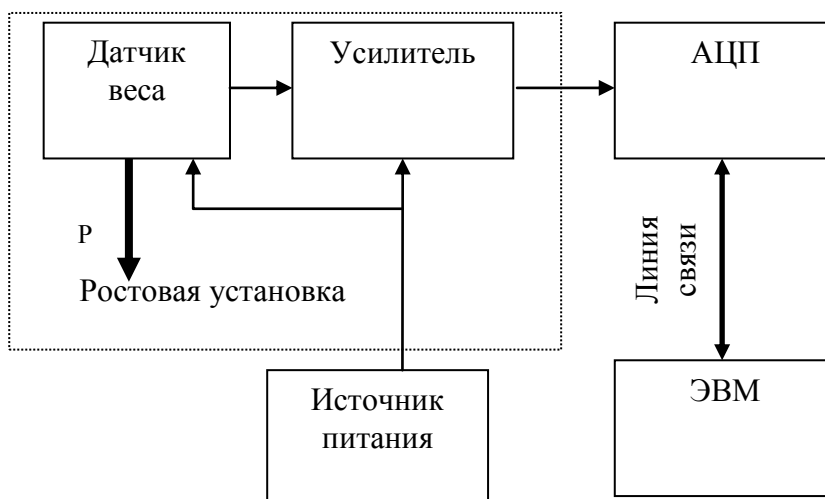 Датчик
веса
Усилитель
АЦП
Р
Ростовая установка
Линия
связи
Источник
питания
ЭВМ